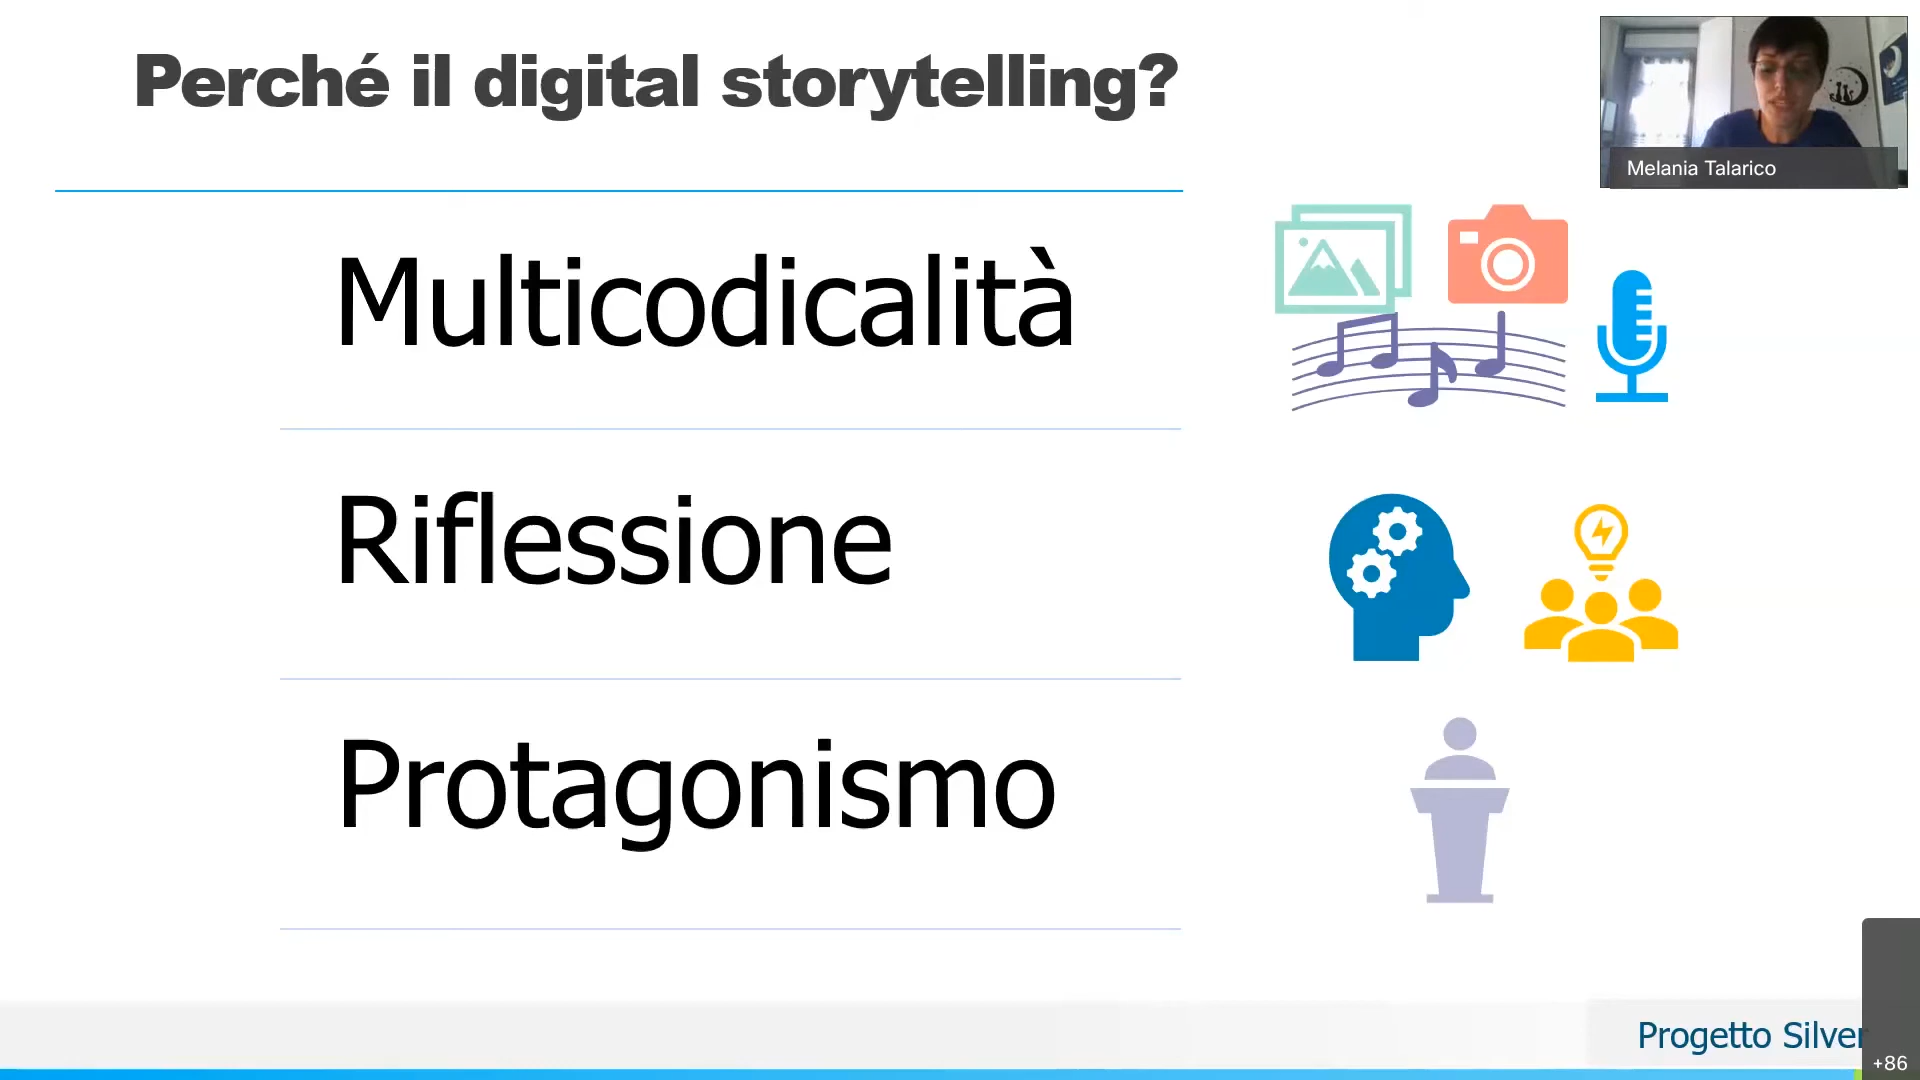 Perché il digital storytelling?
Melania Talarico
Multicodicalità
Riflessione
Protagonismo
Progetto Silver
+86